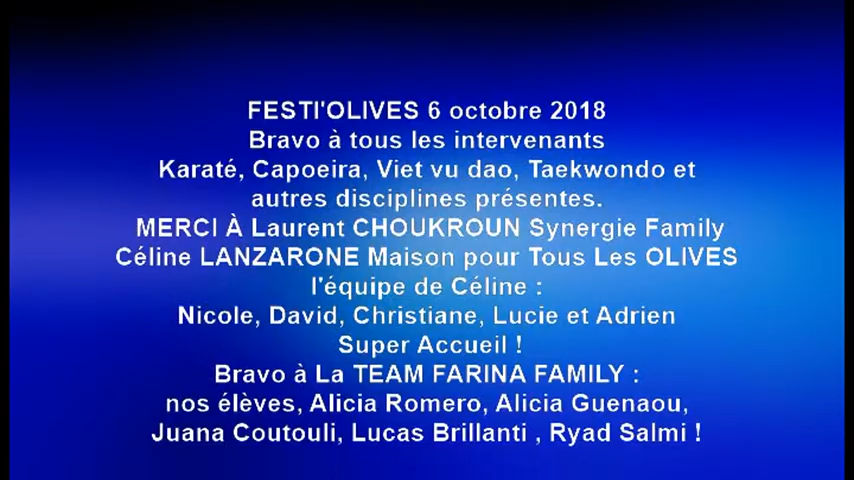 FESTI'OLIVES 6 octobre 2018
Bravo à tous les intervenants
Karaté, Capoeira, Viet vu dao, Taekwondo et
autres disciplines présentes.
MERCI À Laurent CHOUKROUN Synergie Family
Céline LANZARONE Maison pour Tous Les OLIVES
l'équipe de Céline :
Nicole, David, Christiane, Lucie et Adrien
Super Accueil !
Bravo à La TEAM FARINA FAMILY :
nos élèves, Alicia Romero, Alicia Guenaou,
Juana Coutouli, Lucas Brillanti , Ryad Salmi !